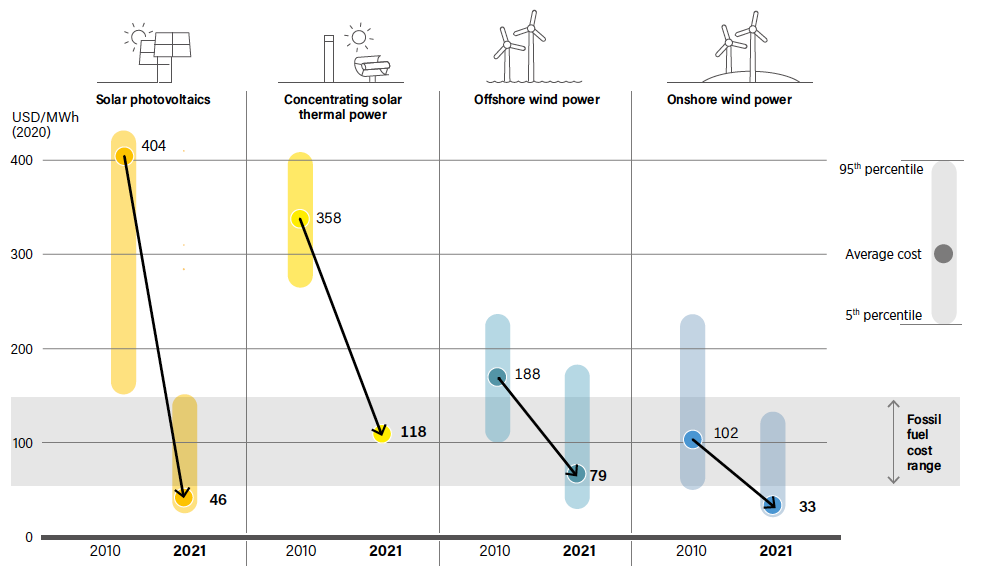 Solar photovoltaics
Concentrating solar
thermal power
Offshore wind power
Onshore wind power
USD/MWh
(2020)
400
300
200
100
0
404
46
358
118
188
79
102
33
95th percentile
Average cost
5th percentile
Fossil
fuel
cost
range
2010
2021
2010
2021
2010
2021
2010
2021